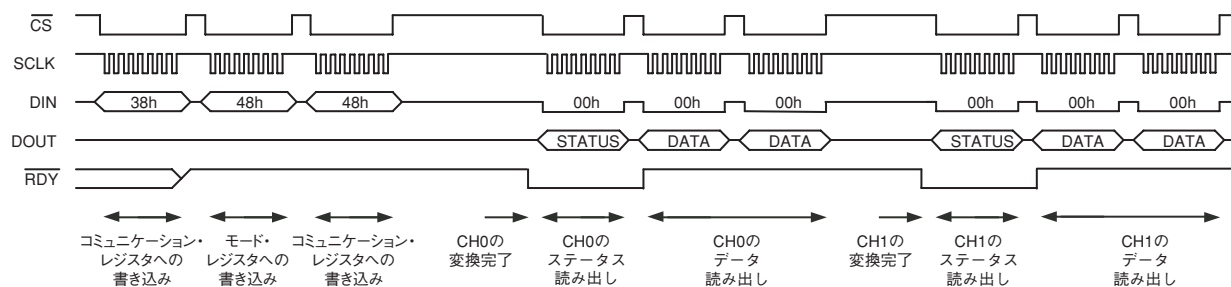 CS
SCLK
DIN 38h 48h 48h 00h 00h 00h 00h 00h 00h
DOUT STATUS DATA DATA STATUS DATA DATA
RDY
コミュニケーション・
レジスタへの
書き込み
モード・
レジスタへの
書き込み
コミュニケーション・
レジスタへの
書き込み
CH0の
変換完了
CH0の
ステータス
読み出し
CH0の
データ
読み出し
CH1の
変換完了
CH1の
ステータス
読み出し
CH1の
データ
読み出し